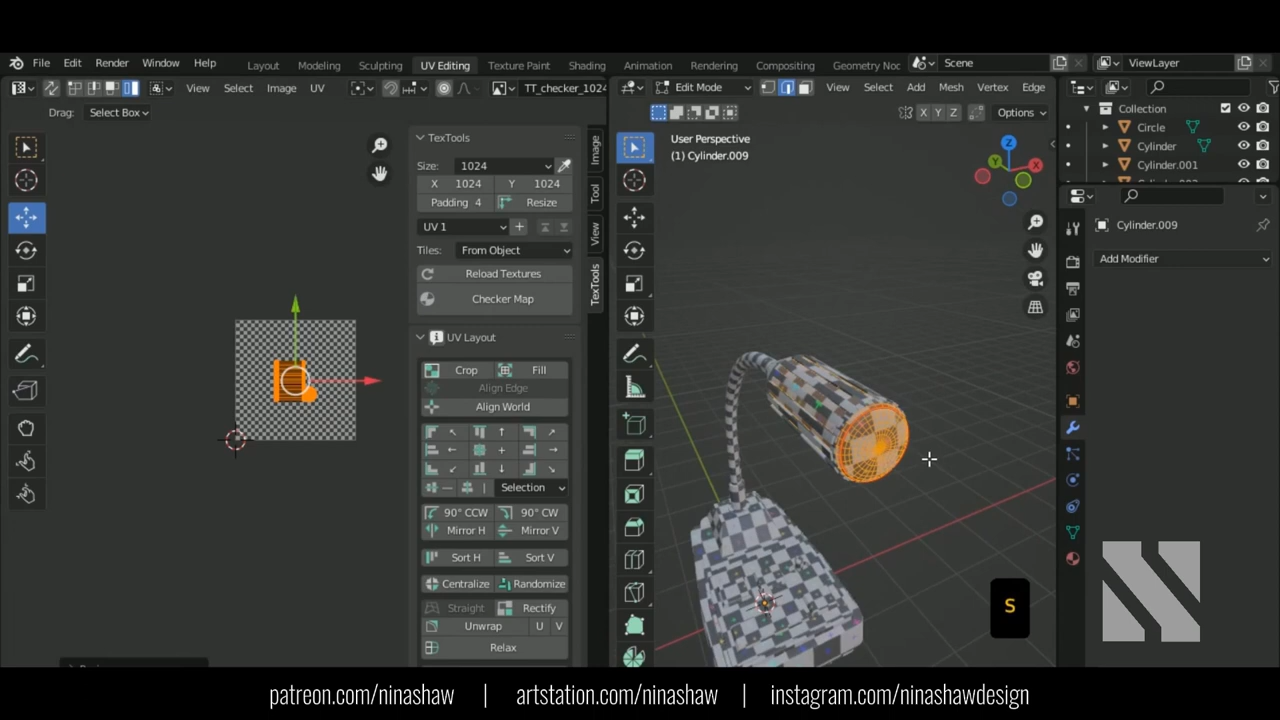 File Edit Render Window Help Layout Modeling Sculpting UV Editing Texture Paint Shading Animation Rendering Compositing Geometry Noc Scene ViewLayer
View Select Image UV TT_checker_1024 Edit Mode View Select Add Mesh Vertex Edge
Drag: Select Box X Y Z Options
Collection
Circle
Cylinder
Cylinder.001
User Perspective
(1) Cylinder.009
Z
Y
X
TexTools
Size: 1024
X 1024 Y 1024
Padding 4 Resize
UV 1
Tiles: From Object
Reload Textures
Checker Map
UV Layout
Crop Fill
Align Edge
Align World
Selection
90° CCW 90° CW
Mirror H Mirror V
Sort H Sort V
Centralize Randomize
Straight Rectify
Unwrap U V
Relax
Image
Tool
View
TexTools
Cylinder.009
Add Modifier
S
patreon.com/ninashaw | artstation.com/ninashaw | instagram.com/ninashawdesign